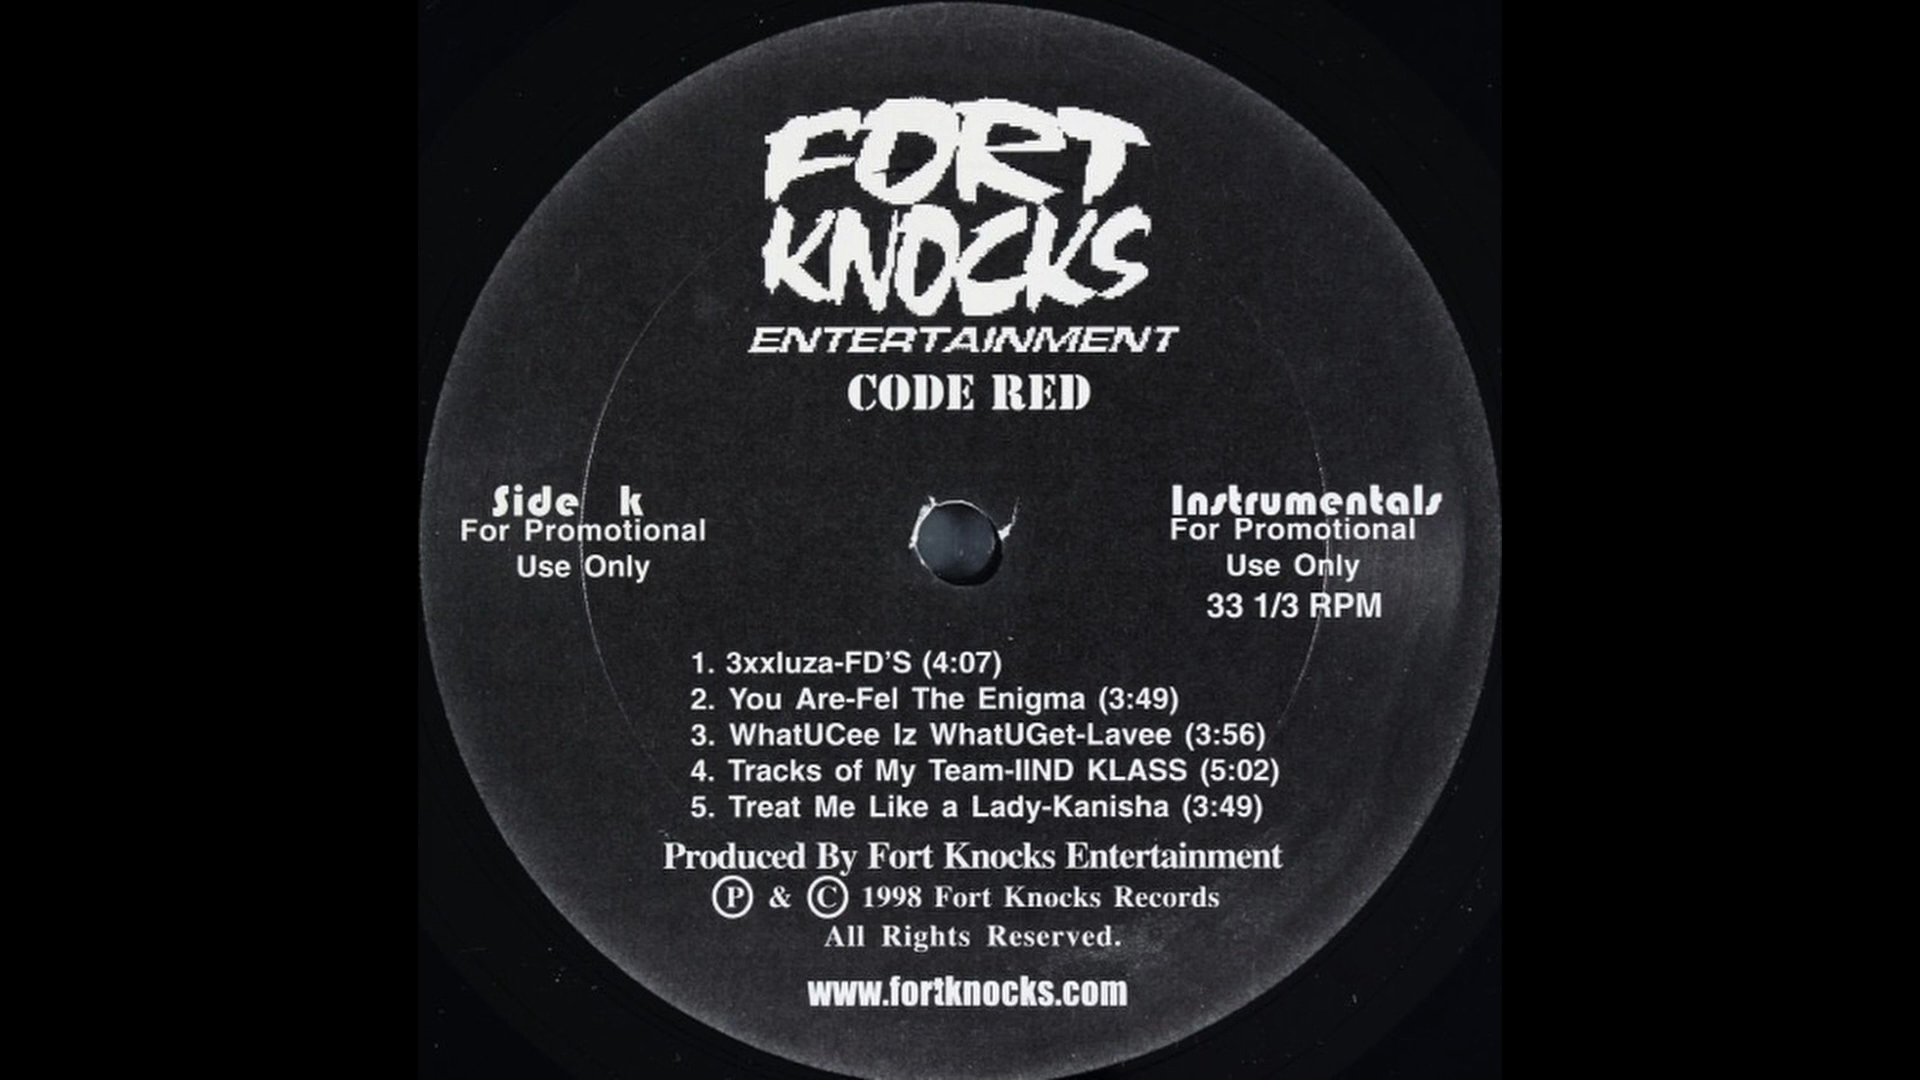 FORT
KNOCKS
ENTERTAINMENT
CODE RED
Side k
For Promotional
Use Only
Instrumentals
For Promotional
Use Only
33 1/3 RPM
1. 3xxluza-FD'S (4:07)
2. You Are-Fel The Enigma (3:49)
3. WhatUCee Iz WhatUGet-Lavee (3:56)
4. Tracks of My Team-IIND KLASS (5:02)
5. Treat Me Like a Lady-Kanisha (3:49)
Produced By Fort Knocks Entertainment
Ⓟ & © 1998 Fort Knocks Records
All Rights Reserved.
www.fortknocks.com